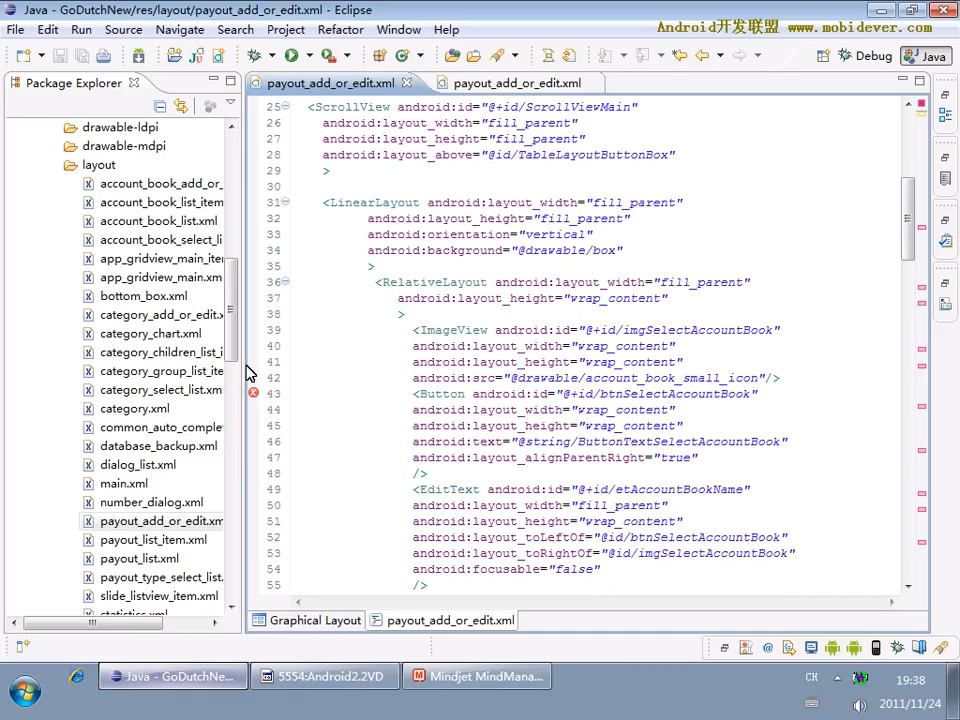 Java - GoDutchNew/res/layout/payout_add_or_edit.xml - Eclipse
File Edit Run Source Navigate Search Project Refactor Window Help
Android开发联盟 www.mobidever.com
Debug Java
Package Explorer
payout_add_or_edit.xml
payout_add_or_edit.xml
drawable-ldpi
drawable-mdpi
layout
account_book_add_or_
account_book_list_item
account_book_list.xml
account_book_select_li
app_gridview_main_ite
app_gridview_main.xm
bottom_box.xml
category_add_or_edit.x
category_chart.xml
category_children_list_i
category_group_list_ite
category_select_list.xm
category.xml
common_auto_comple
database_backup.xml
dialog_list.xml
main.xml
number_dialog.xml
payout_add_or_edit.xm
payout_list_item.xml
payout_list.xml
payout_type_select_list.
slide_listview_item.xml
statistics.xml
25 <ScrollView android:id="@+id/ScrollViewMain"
26 android:layout_width="fill_parent"
27 android:layout_height="fill_parent"
28 android:layout_above="@id/TableLayoutButtonBox"
29 >
30
31 <LinearLayout android:layout_width="fill_parent"
32 android:layout_height="fill_parent"
33 android:orientation="vertical"
34 android:background="@drawable/box"
35 >
36 <RelativeLayout android:layout_width="fill_parent"
37 android:layout_height="wrap_content"
38 >
39 <ImageView android:id="@+id/imgSelectAccountBook"
40 android:layout_width="wrap_content"
41 android:layout_height="wrap_content"
42 android:src="@drawable/account_book_small_icon"/>
43 <Button android:id="@+id/btnSelectAccountBook"
44 android:layout_width="wrap_content"
45 android:layout_height="wrap_content"
46 android:text="@string/ButtonTextSelectAccountBook"
47 android:layout_alignParentRight="true"
48 />
49 <EditText android:id="@+id/etAccountBookName"
50 android:layout_width="fill_parent"
51 android:layout_height="wrap_content"
52 android:layout_toLeftOf="@id/btnSelectAccountBook"
53 android:layout_toRightOf="@id/imgSelectAccountBook"
54 android:focusable="false"
55 />
Graphical Layout payout_add_or_edit.xml
Java - GoDutchNe... 5554:Android2.2VD Mindjet MindMana...
CH
19:38
2011/11/24